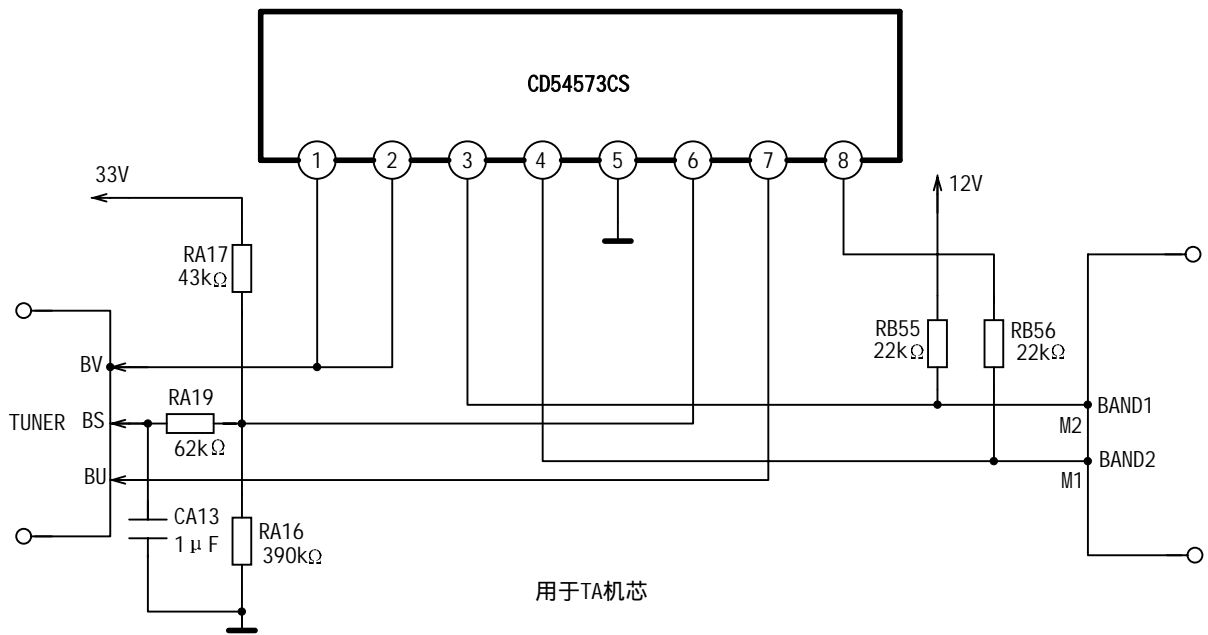 CD54573CS
1 2 3 4 5 6 7 8
33V
12V
RA17
43kΩ
RB55
22kΩ
RB56
22kΩ
BV
RA19
BAND1
TUNER BS
M2
62kΩ
BAND2
BU
M1
CA13
1μF
RA16
390kΩ
用于TA机芯